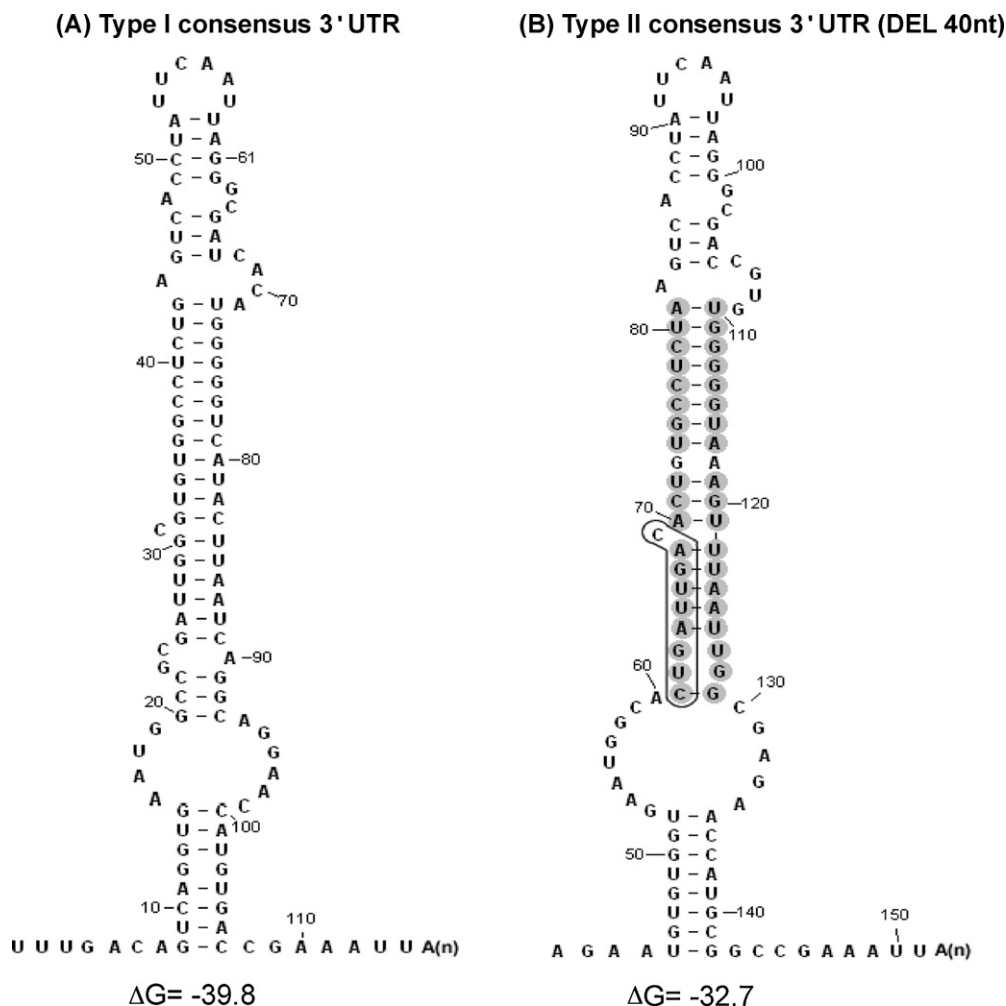 (A) Type I consensus 3'UTR
C A
U A
U U
A – U
U – A
50 – C – G – 61
C – G
G
A
C
C – G
U – A
G – U C
A
A
C – 70
G – U A
U – G
C – G
40 – U – G
C – G
C – G
G – U
G – C
U – A – 80
G U
U – A
G – C
C
G – U
30 G – U
G – A
U – A
U – U
A – C
G
C A – 90
G
C – G
C – G
20 G – C A
G G
U G
A A
A A
C
G – C
U – A 100
G – U
G – G
A – U
10 C – G
U – A
U U U G A C A G – C C G A A A U U A(n)
110
ΔG= -39.8
(B) Type II consensus 3'UTR (DEL 40nt)
C A
U A
U U
90 A – U
U – A
C – G 100
C – G
G
A
C
C – G
U – A
G – C C
G
A U
A – U G
80 U – G 110
C – G
U – G
C – G
C – G
G – U
U – A
G A
U – A
C – G 120
70 A – U
C
A – U
G – U
U – A
U – A
A – U
G U
U G
60 A C – G C 130
C G
G A
G G
U A
A
A
G
U – A
G – C
50 G – C
U – A
G – U
U – G 140
G – C
A G A A U – G G C C G A A A U U A(n)
150
ΔG= -32.7